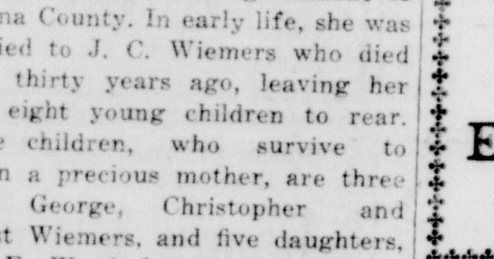 na County. In early life, she was
ied to J. C. Wiemers who died
thirty years ago, leaving her
eight young children to rear.
e children, who survive to
n a precious mother, are three
George, Christopher and
t Wiemers, and five daughters,
E